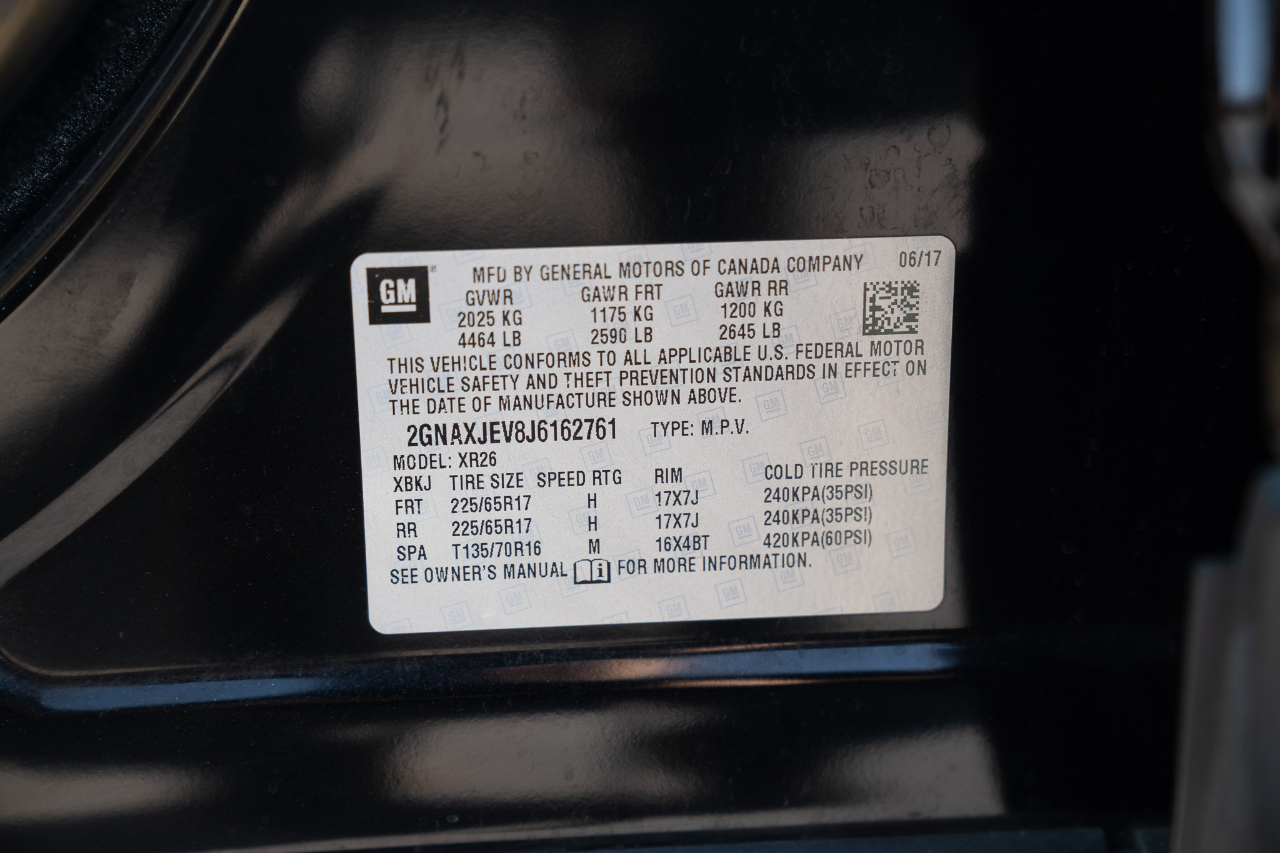 GM
MFD BY GENERAL MOTORS OF CANADA COMPANY 06/17
GVWR GAWR FRT GAWR RR
2025 KG 1175 KG 1200 KG
4464 LB 2590 LB 2645 LB
THIS VEHICLE CONFORMS TO ALL APPLICABLE U.S. FEDERAL MOTOR
VEHICLE SAFETY AND THEFT PREVENTION STANDARDS IN EFFECT ON
THE DATE OF MANUFACTURE SHOWN ABOVE.
2GNAXJEV8J6162761 TYPE: M.P.V.
MODEL: XR26
XBKJ TIRE SIZE SPEED RTG RIM COLD TIRE PRESSURE
FRT 225/65R17 H 17X7J 240KPA(35PSI)
RR 225/65R17 H 17X7J 240KPA(35PSI)
SPA T135/70R16 M 16X4BT 420KPA(60PSI)
SEE OWNER'S MANUAL FOR MORE INFORMATION.